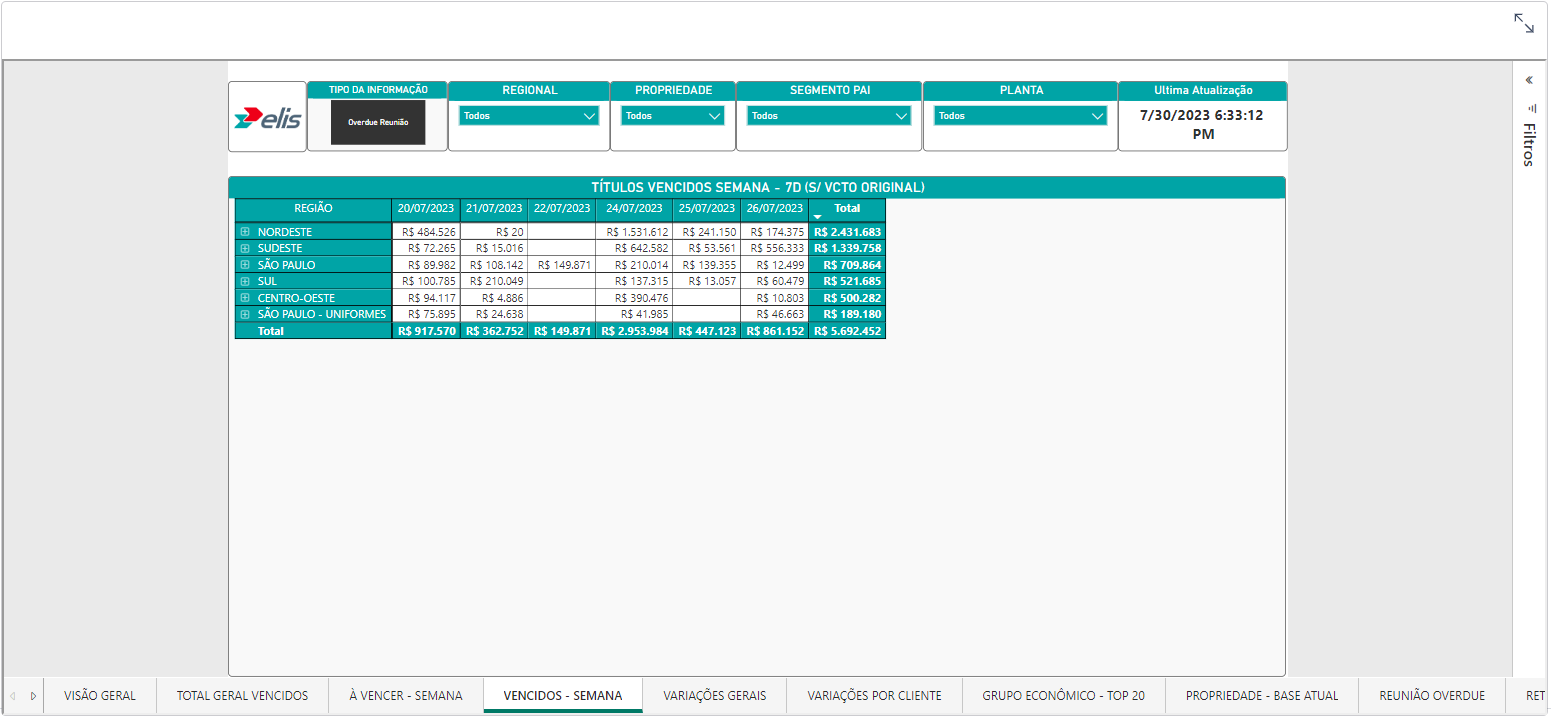 elis
TIPO DA INFORMAÇÃO
Overdue Reunião
REGIONAL
Todos
PROPRIEDADE
Todos
SEGMENTO PAI
Todos
PLANTA
Todos
Ultima Atualização
7/30/2023 6:33:12
PM
Filtros
TÍTULOS VENCIDOS SEMANA - 7D (S/ VCTO ORIGINAL)
REGIÃO 20/07/2023 21/07/2023 22/07/2023 24/07/2023 25/07/2023 26/07/2023 Total
NORDESTE R$ 484.526 R$ 20 R$ 1.531.612 R$ 241.150 R$ 174.375 R$ 2.431.683
SUDESTE R$ 72.265 R$ 15.016 R$ 642.582 R$ 53.561 R$ 556.333 R$ 1.339.758
SÃO PAULO R$ 89.982 R$ 108.142 R$ 149.871 R$ 210.014 R$ 139.355 R$ 12.499 R$ 709.864
SUL R$ 100.785 R$ 210.049 R$ 137.315 R$ 13.057 R$ 60.479 R$ 521.685
CENTRO-OESTE R$ 94.117 R$ 4.886 R$ 390.476 R$ 10.803 R$ 500.282
SÃO PAULO - UNIFORMES R$ 75.895 R$ 24.638 R$ 41.985 R$ 46.663 R$ 189.180
Total R$ 917.570 R$ 362.752 R$ 149.871 R$ 2.953.984 R$ 447.123 R$ 861.152 R$ 5.692.452
VISÃO GERAL TOTAL GERAL VENCIDOS À VENCER - SEMANA VENCIDOS - SEMANA VARIAÇÕES GERAIS VARIAÇÕES POR CLIENTE GRUPO ECONÔMICO - TOP 20 PROPRIEDADE - BASE ATUAL REUNIÃO OVERDUE RET